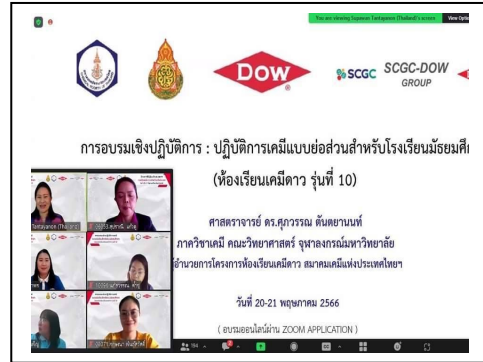 You are viewing Supawan Tantayanon (Thailand)'s screen
View Optio
DOW
SCGC
SCGC-DOW
GROUP
การอบรมเชิงปฏิบัติการ : ปฏิบัติการเคมีแบบย่อส่วนสำหรับโรงเรียนมัธยมศึก
(ห้องเรียนเคมีดาว รุ่นที่ 10)
ศาสตราจารย์ ดร.ศุภวรรณ ตันตยานนท์
ภาควิชาเคมี คณะวิทยาศาสตร์ จุฬาลงกรณ์มหาวิทยาลัย
อำนวยการโครงการห้องเรียนเคมีดาว สมาคมเคมีแห่งประเทศไทยฯ
วันที่ 20-21 พฤษภาคม 2566
( อบรมออนไลน์ผ่าน ZOOM APPLICATION )
Tantayanon (Thailand)